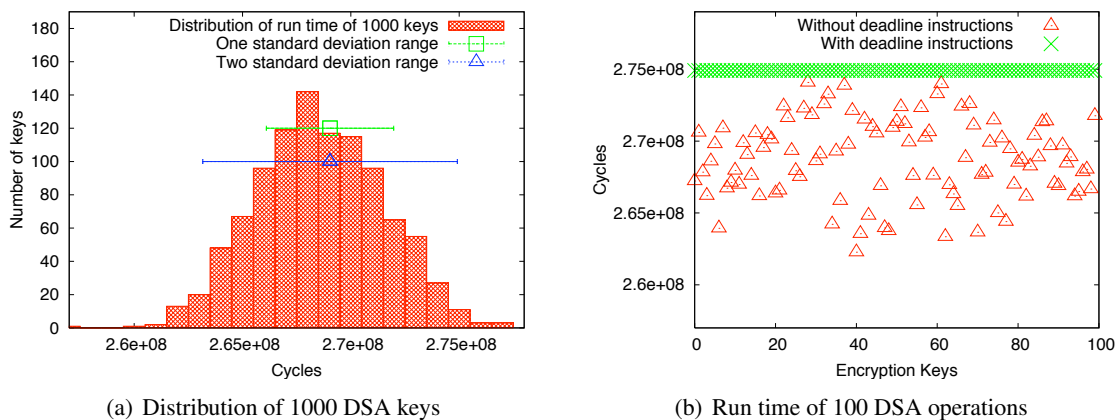 Distribution of run time of 1000 keys
One standard deviation range
Two standard deviation range
Number of keys
180
160
140
120
100
80
60
40
20
0
2.6e+08
2.65e+08
2.7e+08
2.75e+08
Cycles
(a) Distribution of 1000 DSA keys
Without deadline instructions
With deadline instructions
Cycles
2.75e+08
2.7e+08
2.65e+08
2.6e+08
0
20
40
60
80
100
Encryption Keys
(b) Run time of 100 DSA operations